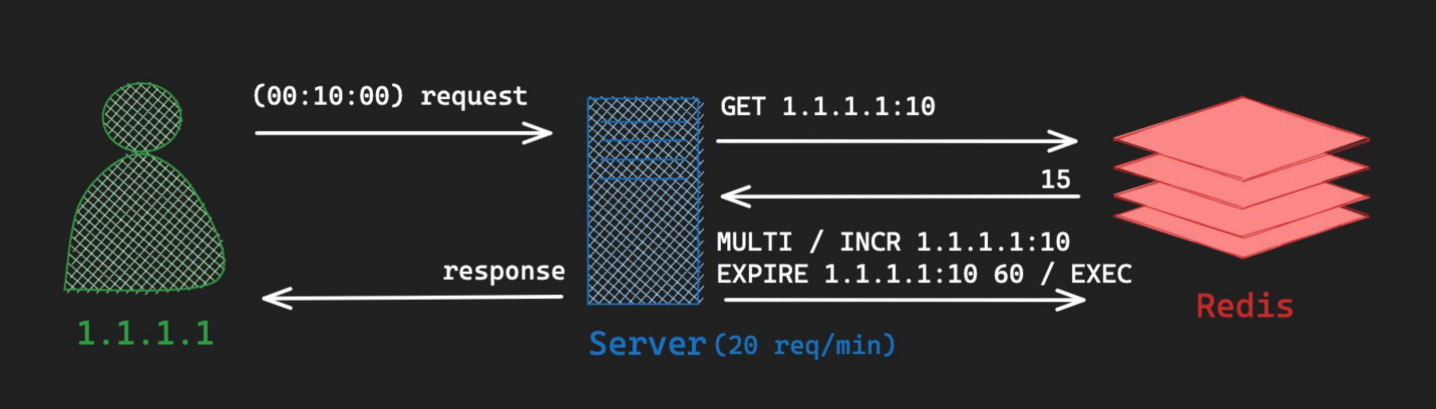 (00:10:00) request
GET 1.1.1.1:10
15
MULTI / INCR 1.1.1.1:10
EXPIRE 1.1.1.1:10 60 / EXEC
response
1.1.1.1
Server (20 req/min)
Redis